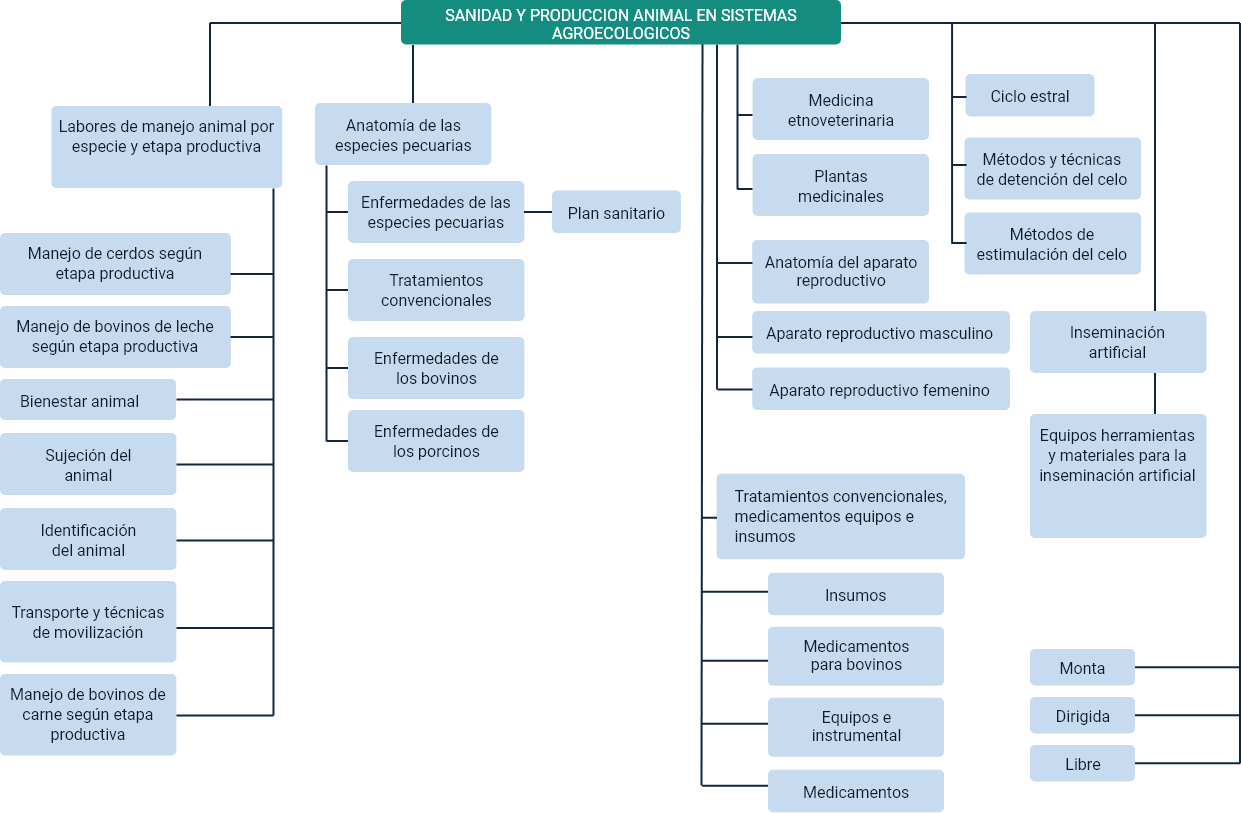 SANIDAD Y PRODUCCION ANIMAL EN SISTEMAS
AGROECOLOGICOS
Labores de manejo animal por
especie y etapa productiva
Manejo de cerdos según
etapa productiva
Manejo de bovinos de leche
según etapa productiva
Bienestar animal
Sujeción del
animal
Identificación
del animal
Transporte y técnicas
de movilización
Manejo de bovinos de
carne según etapa
productiva
Anatomía de las
especies pecuarias
Enfermedades de las
especies pecuarias
Plan sanitario
Tratamientos
convencionales
Enfermedades de
los bovinos
Enfermedades de
los porcinos
Medicina
etnoveterinaria
Plantas
medicinales
Anatomía del aparato
reproductivo
Aparato reproductivo masculino
Aparato reproductivo femenino
Tratamientos convencionales,
medicamentos equipos e
insumos
Insumos
Medicamentos
para bovinos
Equipos e
instrumental
Medicamentos
Ciclo estral
Métodos y técnicas
de detención del celo
Métodos de
estimulación del celo
Inseminación
artificial
Equipos herramientas
y materiales para la
inseminación artificial
Monta
Dirigida
Libre